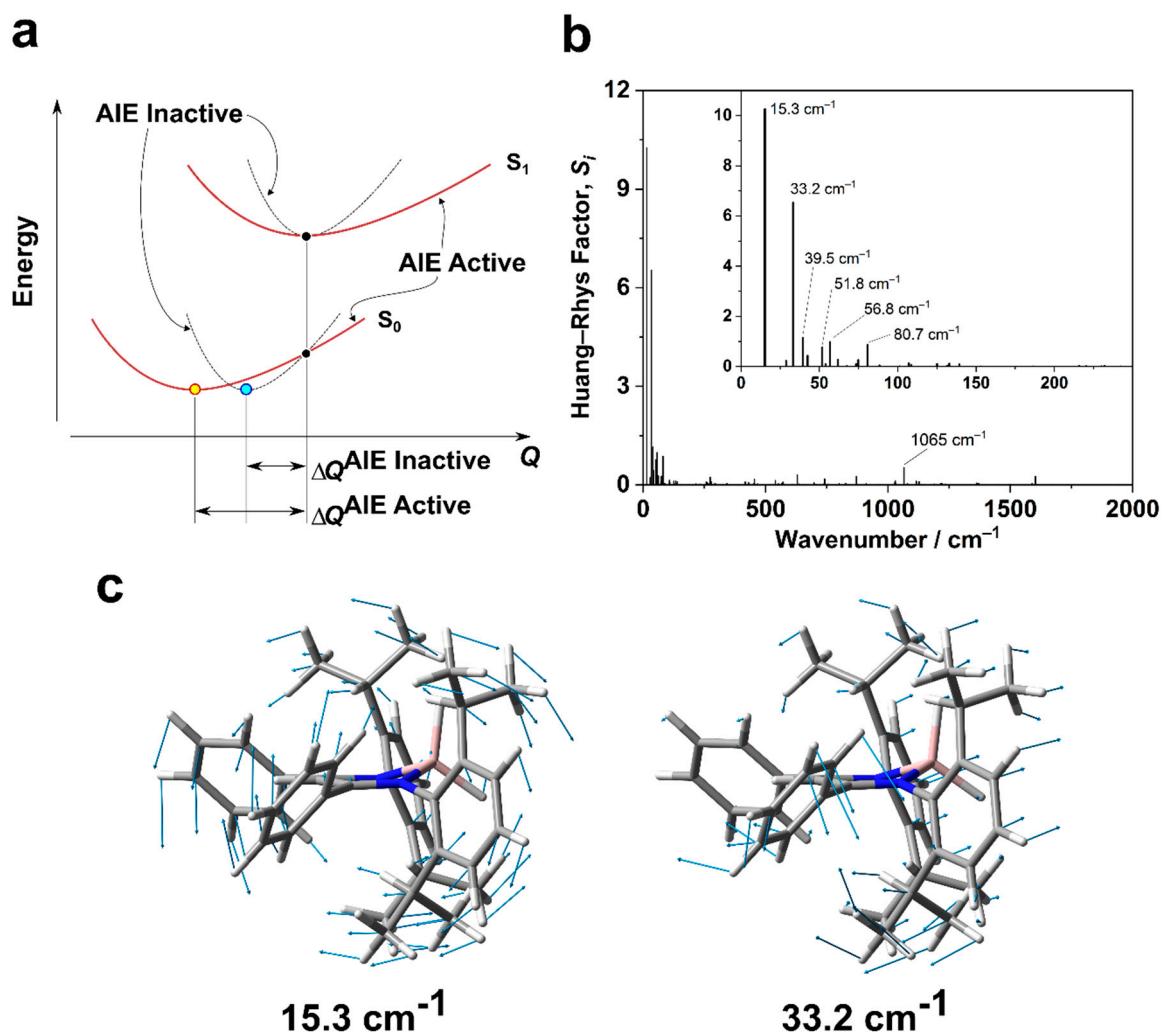 a
AIE Inactive
S1
AIE Active
S0
Energy
Q
ΔQAIE Inactive
ΔQAIE Active
b
12
9
6
3
0
Huang–Rhys Factor, Si
10
8
6
4
2
0
15.3 cm–1
33.2 cm–1
39.5 cm–1
51.8 cm–1
56.8 cm–1
80.7 cm–1
0 50 100 150 200
1065 cm–1
0 500 1000 1500 2000
Wavenumber / cm–1
c
15.3 cm-1
33.2 cm-1